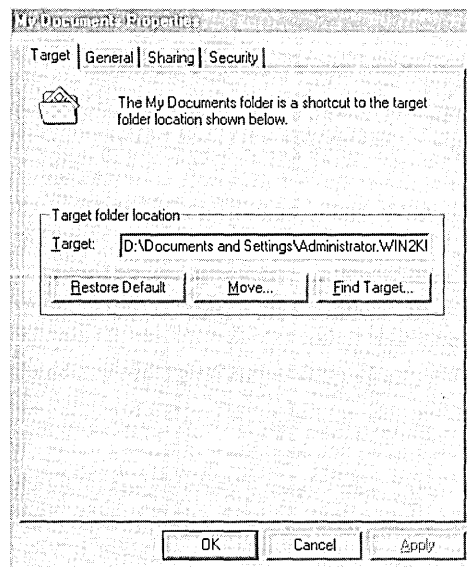 My Documents Properties
Target General Sharing Security
The My Documents folder is a shortcut to the target
folder location shown below.
Target folder location
Target: D:\Documents and Settings\Administrator.WIN2KI
Restore Default Move... Find Target...
OK Cancel Apply